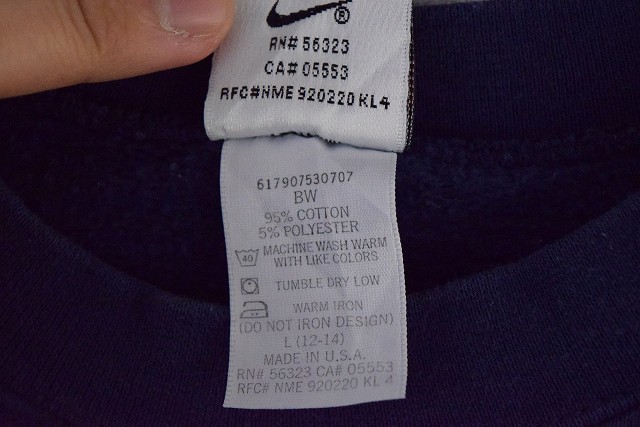 ®
RN# 56323
CA# 05553
RFC#NME 920220 KL4
617907530707
BW
95% COTTON
5% POLYESTER
40 MACHINE WASH WARM
WITH LIKE COLORS
TUMBLE DRY LOW
WARM IRON
(DO NOT IRON DESIGN)
L (12-14)
MADE IN U.S.A.
RN# 56323 CA# 05553
RFC# NME 920220 KL 4